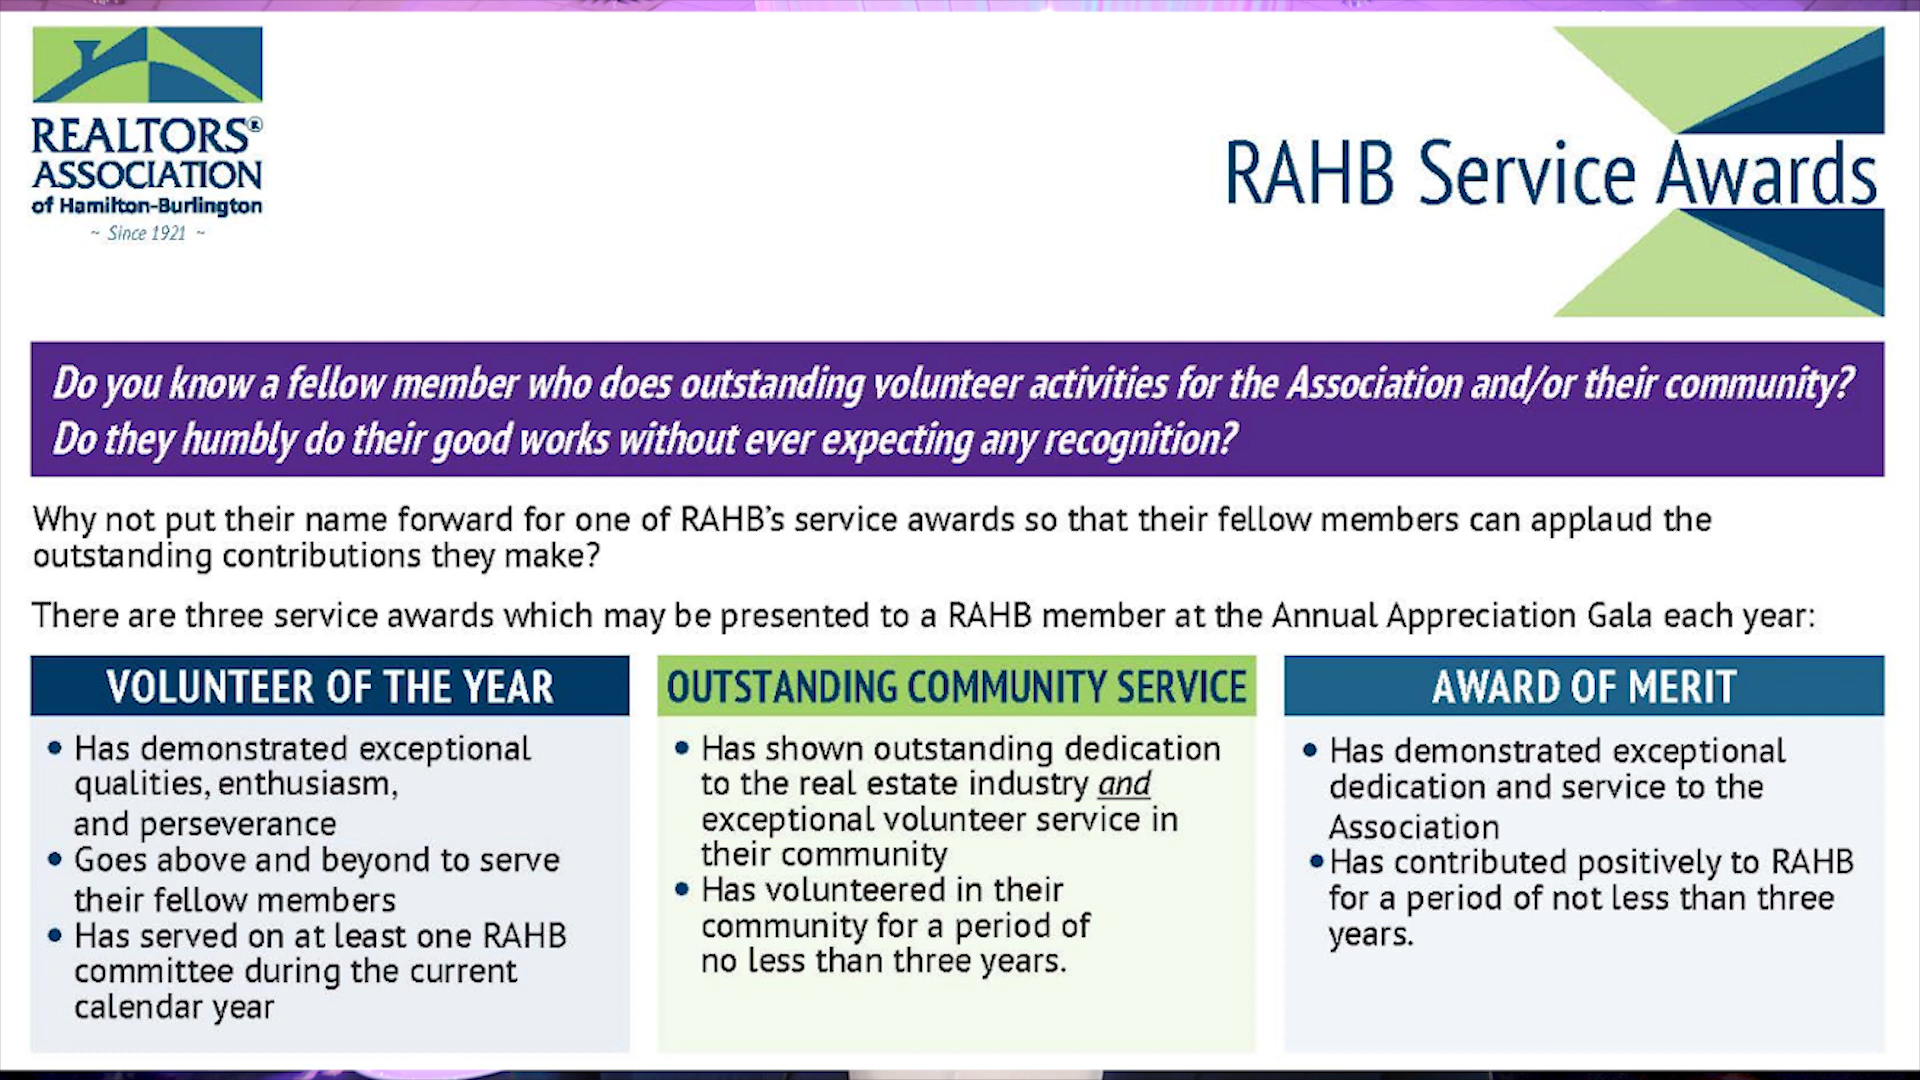 REALTORS®
ASSOCIATION
of Hamilton-Burlington
~ Since 1921 ~
RAHB Service Awards
Do you know a fellow member who does outstanding volunteer activities for the Association and/or their community?
Do they humbly do their good works without ever expecting any recognition?
Why not put their name forward for one of RAHB's service awards so that their fellow members can applaud the
outstanding contributions they make?
There are three service awards which may be presented to a RAHB member at the Annual Appreciation Gala each year:
VOLUNTEER OF THE YEAR
• Has demonstrated exceptional
qualities, enthusiasm,
and perseverance
• Goes above and beyond to serve
their fellow members
• Has served on at least one RAHB
committee during the current
calendar year
OUTSTANDING COMMUNITY SERVICE
• Has shown outstanding dedication
to the real estate industry and
exceptional volunteer service in
their community
• Has volunteered in their
community for a period of
no less than three years.
AWARD OF MERIT
• Has demonstrated exceptional
dedication and service to the
Association
• Has contributed positively to RAHB
for a period of not less than three
years.